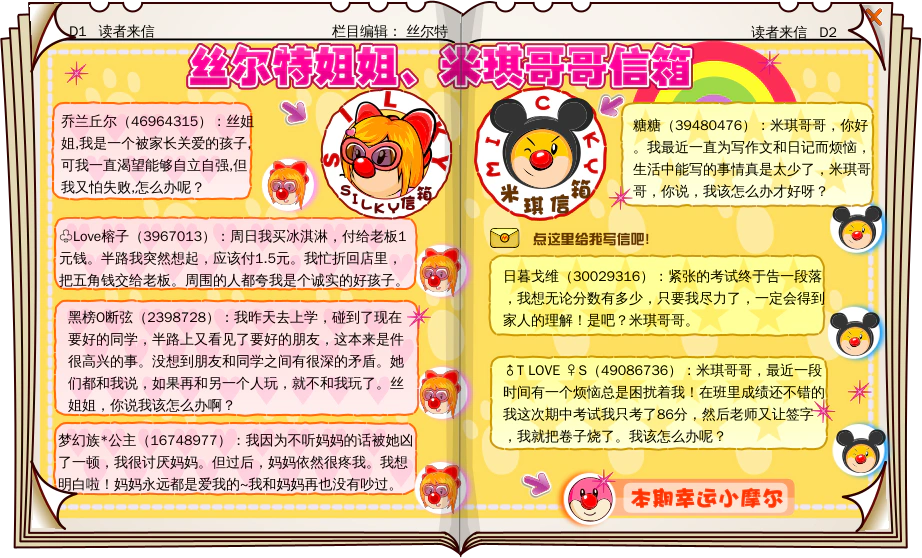 D1 读者来信
栏目编辑： 丝尔特
读者来信 D2
丝尔特姐姐、米琪哥哥信箱
乔兰丘尔（46964315）：丝姐
姐,我是一个被家长关爱的孩子,
可我一直渴望能够自立自强,但
我又怕失败,怎么办呢？
SILKY
SILKY信箱
♧Love榕子（3967013）：周日我买冰淇淋，付给老板1
元钱。半路我突然想起，应该付1.5元。我忙折回店里，
把五角钱交给老板。周围的人都夸我是个诚实的好孩子。
黑榜O断弦（2398728）：我昨天去上学，碰到了现在
要好的同学，半路上又看见了要好的朋友，这本来是件
很高兴的事。没想到朋友和同学之间有很深的矛盾。她
们都和我说，如果再和另一个人玩，就不和我玩了。丝
姐姐，你说我该怎么办啊？
梦幻族*公主（16748977）：我因为不听妈妈的话被她凶
了一顿，我很讨厌妈妈。但过后，妈妈依然很疼我。我想
明白啦！妈妈永远都是爱我的~我和妈妈再也没有吵过。
MICKY
米琪信箱
糖糖（39480476）：米琪哥哥，你好
。我最近一直为写作文和日记而烦恼，
生活中能写的事情真是太少了，米琪哥
哥，你说，我该怎么办才好呀？
点这里给我写信吧!
日暮戈维（30029316）：紧张的考试终于告一段落
，我想无论分数有多少，只要我尽力了，一定会得到
家人的理解！是吧？米琪哥哥。
♁T LOVE ♀S（49086736）：米琪哥哥，最近一段
时间有一个烦恼总是困扰着我！在班里成绩还不错的
我这次期中考试我只考了86分，然后老师又让签字
，我就把卷子烧了。我该怎么办呢？
本期幸运小摩尔